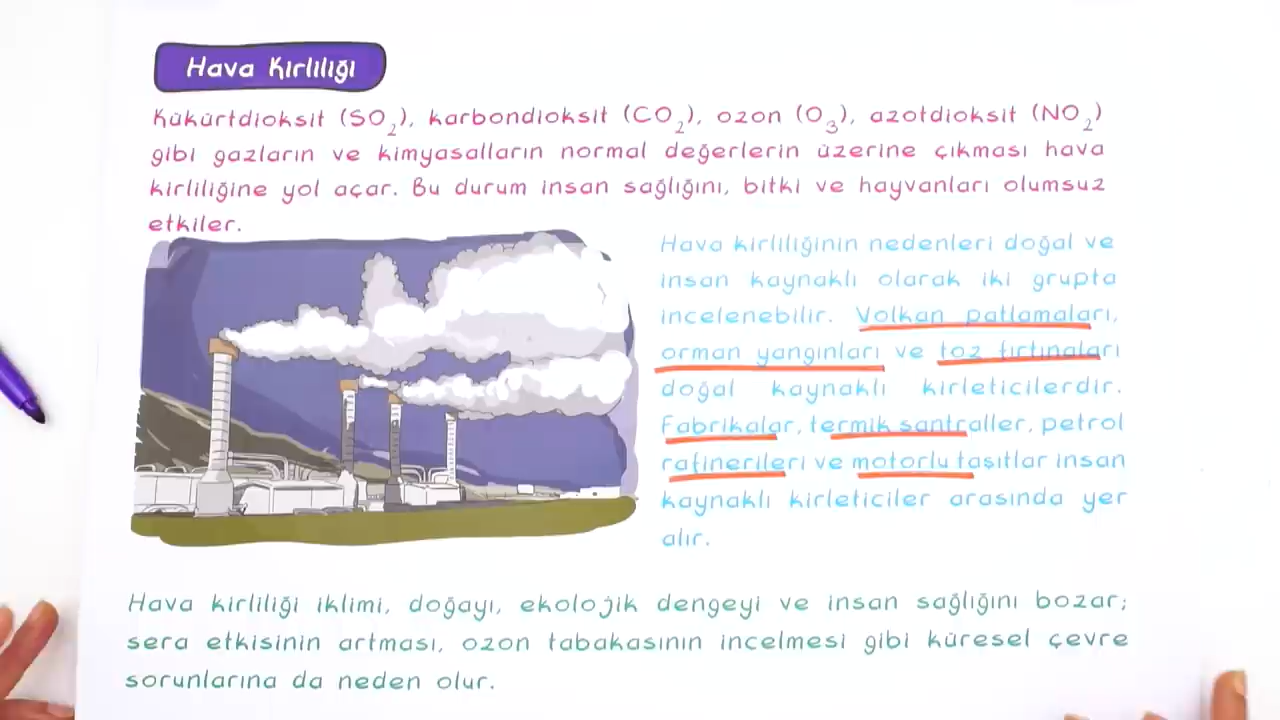 Hava Kirliliği
Kükürtdioksit (SO₂), karbondioksit (CO₂), ozon (O₃), azotdioksit (NO₂)
gibi gazların ve kimyasalların normal değerlerin üzerine çıkması hava
kirliliğine yol açar. Bu durum insan sağlığını, bitki ve hayvanları olumsuz
etkiler.
Hava kirliliğinin nedenleri doğal ve
insan kaynaklı olarak iki grupta
incelenebilir. Volkan patlamaları,
orman yangınları ve toz fırtınaları
doğal kaynaklı kirleticilerdir.
Fabrikalar, termik santraller, petrol
rafinerileri ve motorlu taşıtlar insan
kaynaklı kirleticiler arasında yer
alır.
Hava kirliliği iklimi, doğayı, ekolojik dengeyi ve insan sağlığını bozar;
sera etkisinin artması, ozon tabakasının incelmesi gibi küresel çevre
sorunlarına da neden olur.